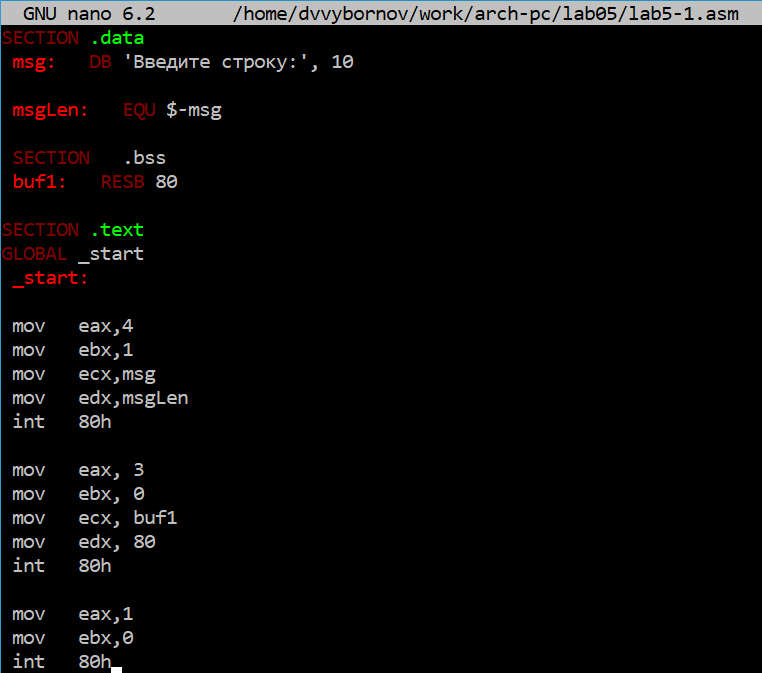 GNU nano 6.2 /home/dvvybornov/work/arch-pc/lab05/lab5-1.asm
SECTION .data
msg: DB 'Введите строку:', 10
msgLen: EQU $-msg
SECTION .bss
buf1: RESB 80
SECTION .text
GLOBAL _start
_start:
mov eax,4
mov ebx,1
mov ecx,msg
mov edx,msgLen
int 80h
mov eax, 3
mov ebx, 0
mov ecx, buf1
mov edx, 80
int 80h
mov eax,1
mov ebx,0
int 80h